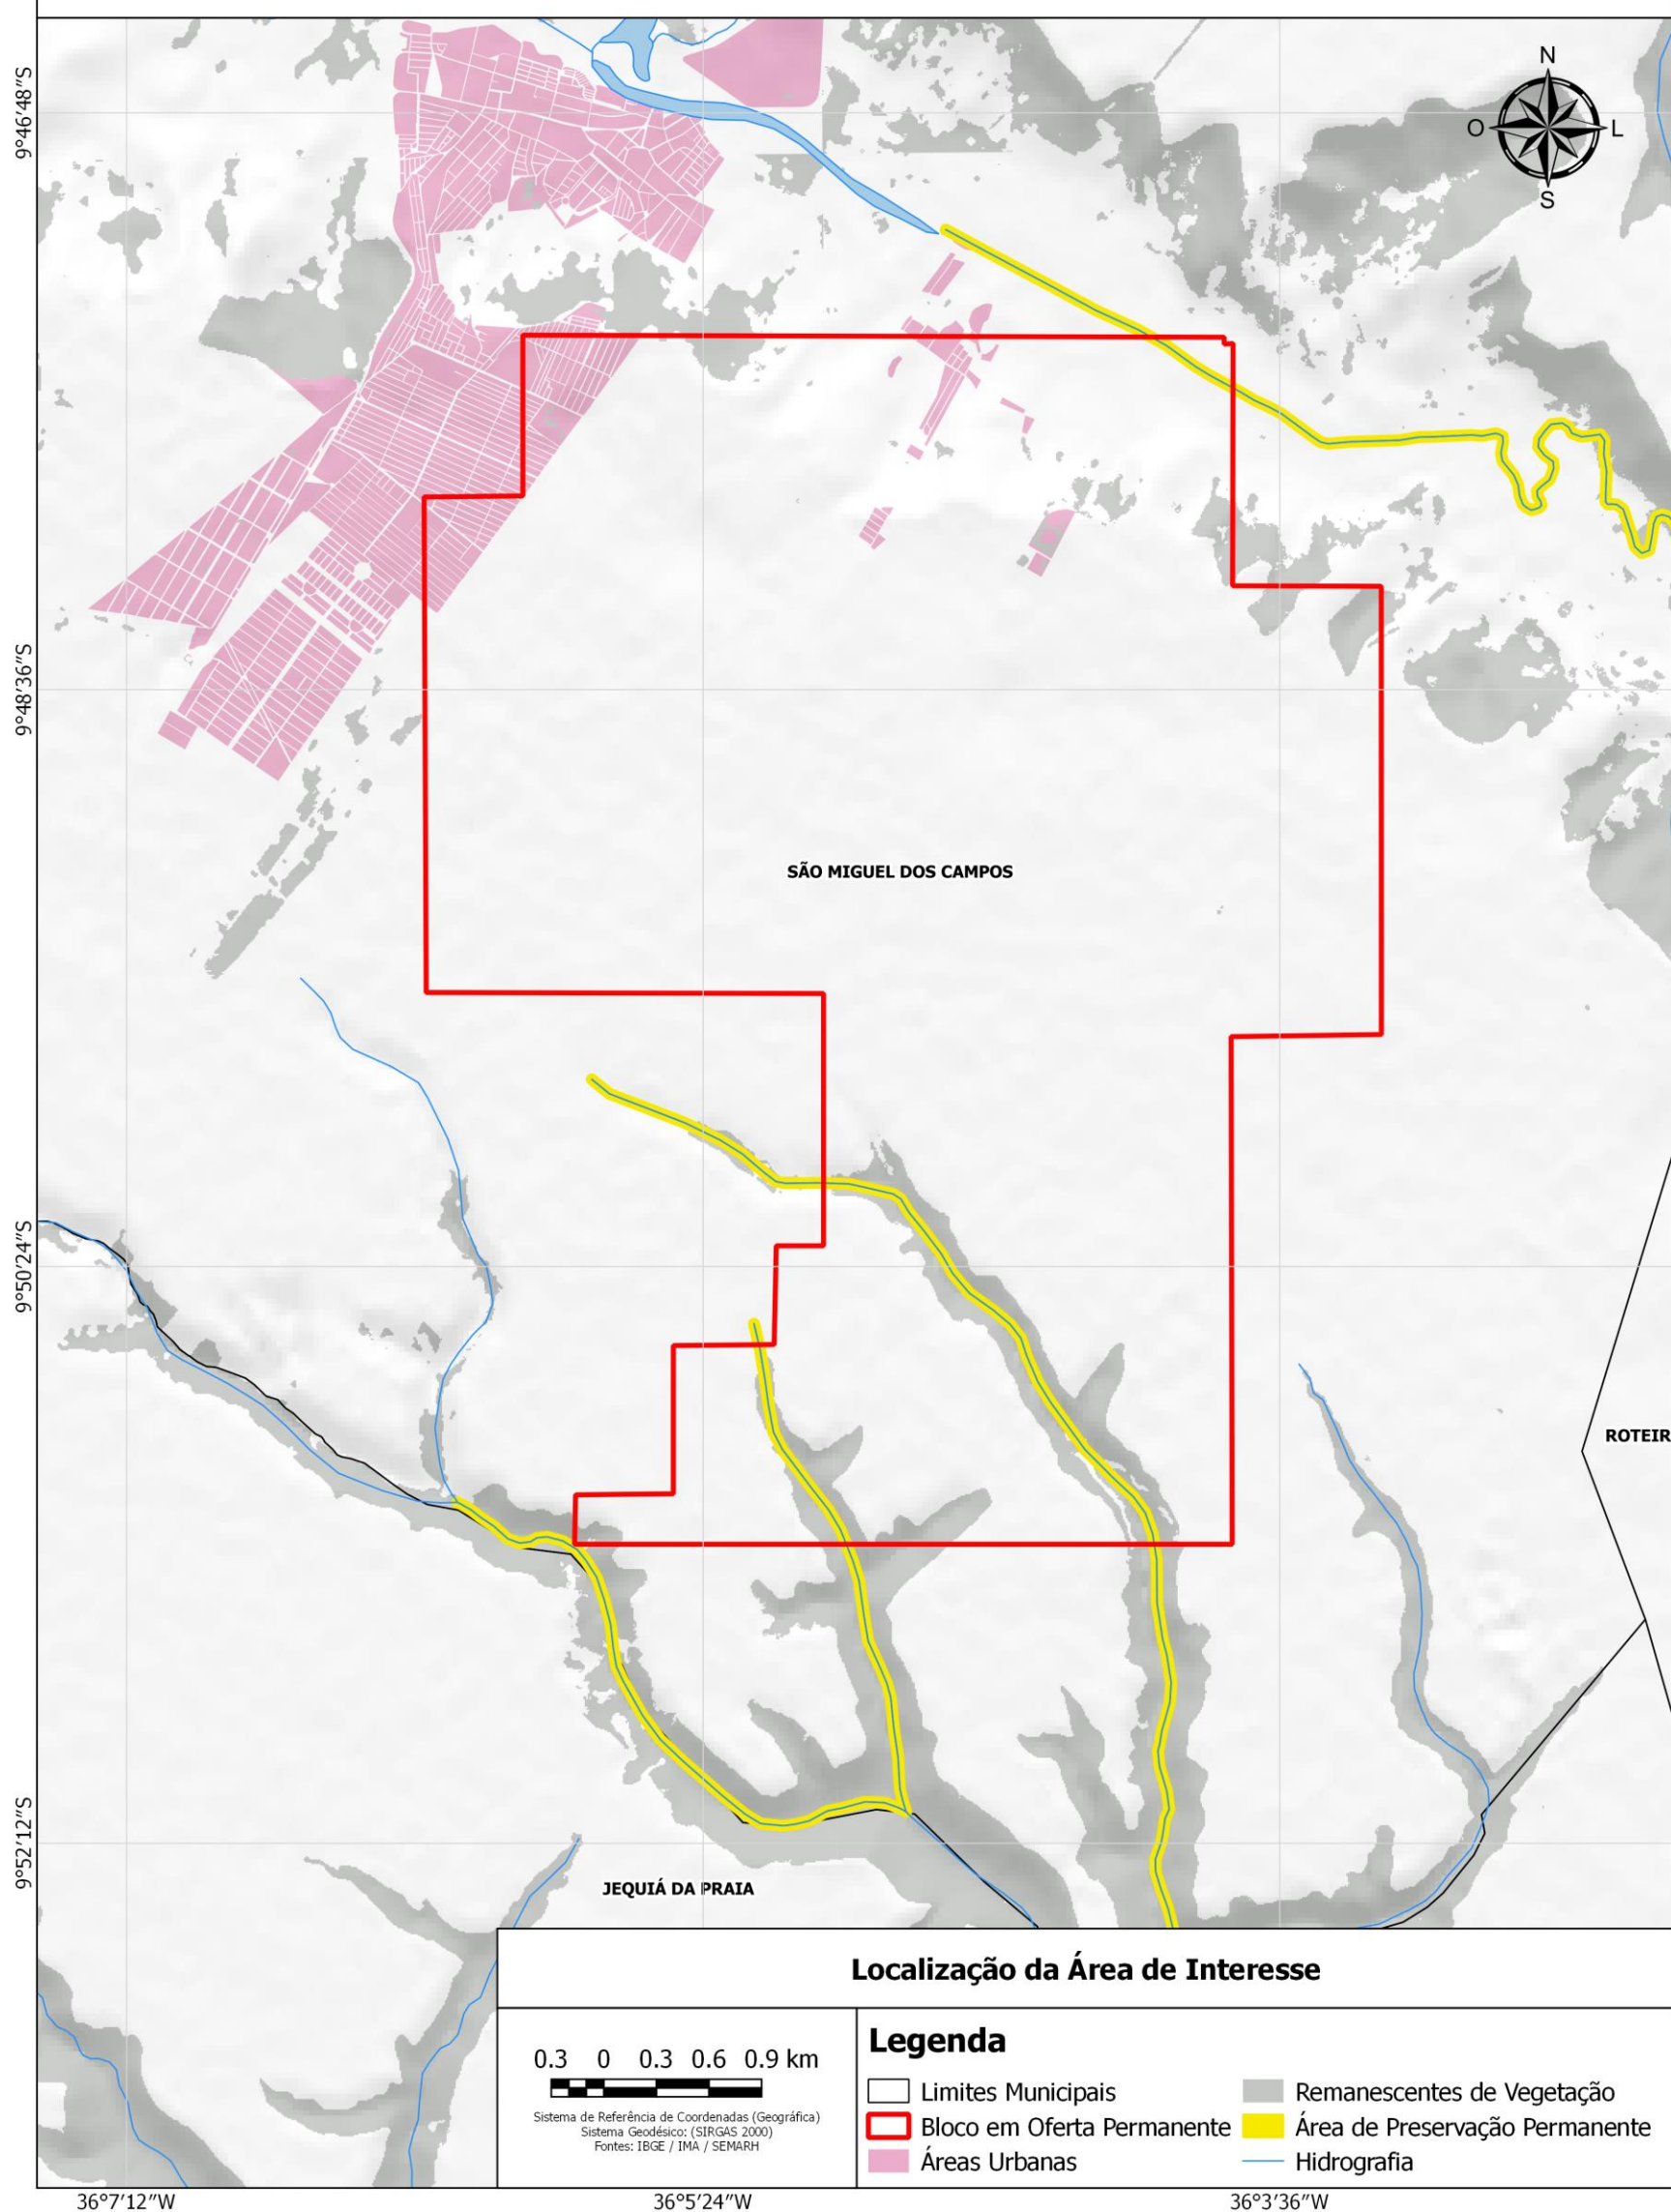 N
O L
S
9°46'48"S
9°48'36"S
9°50'24"S
9°52'12"S
SÃO MIGUEL DOS CAMPOS
ROTEIR
JEQUIÁ DA PRAIA
Localização da Área de Interesse
0.3 0 0.3 0.6 0.9 km
Sistema de Referência de Coordenadas (Geográfica)
Sistema Geodésico: (SIRGAS 2000)
Fontes: IBGE / IMA / SEMARH
Legenda
Limites Municipais
Bloco em Oferta Permanente
Áreas Urbanas
Remanescentes de Vegetação
Área de Preservação Permanente
Hidrografia
36°7'12"W 36°5'24"W 36°3'36"W